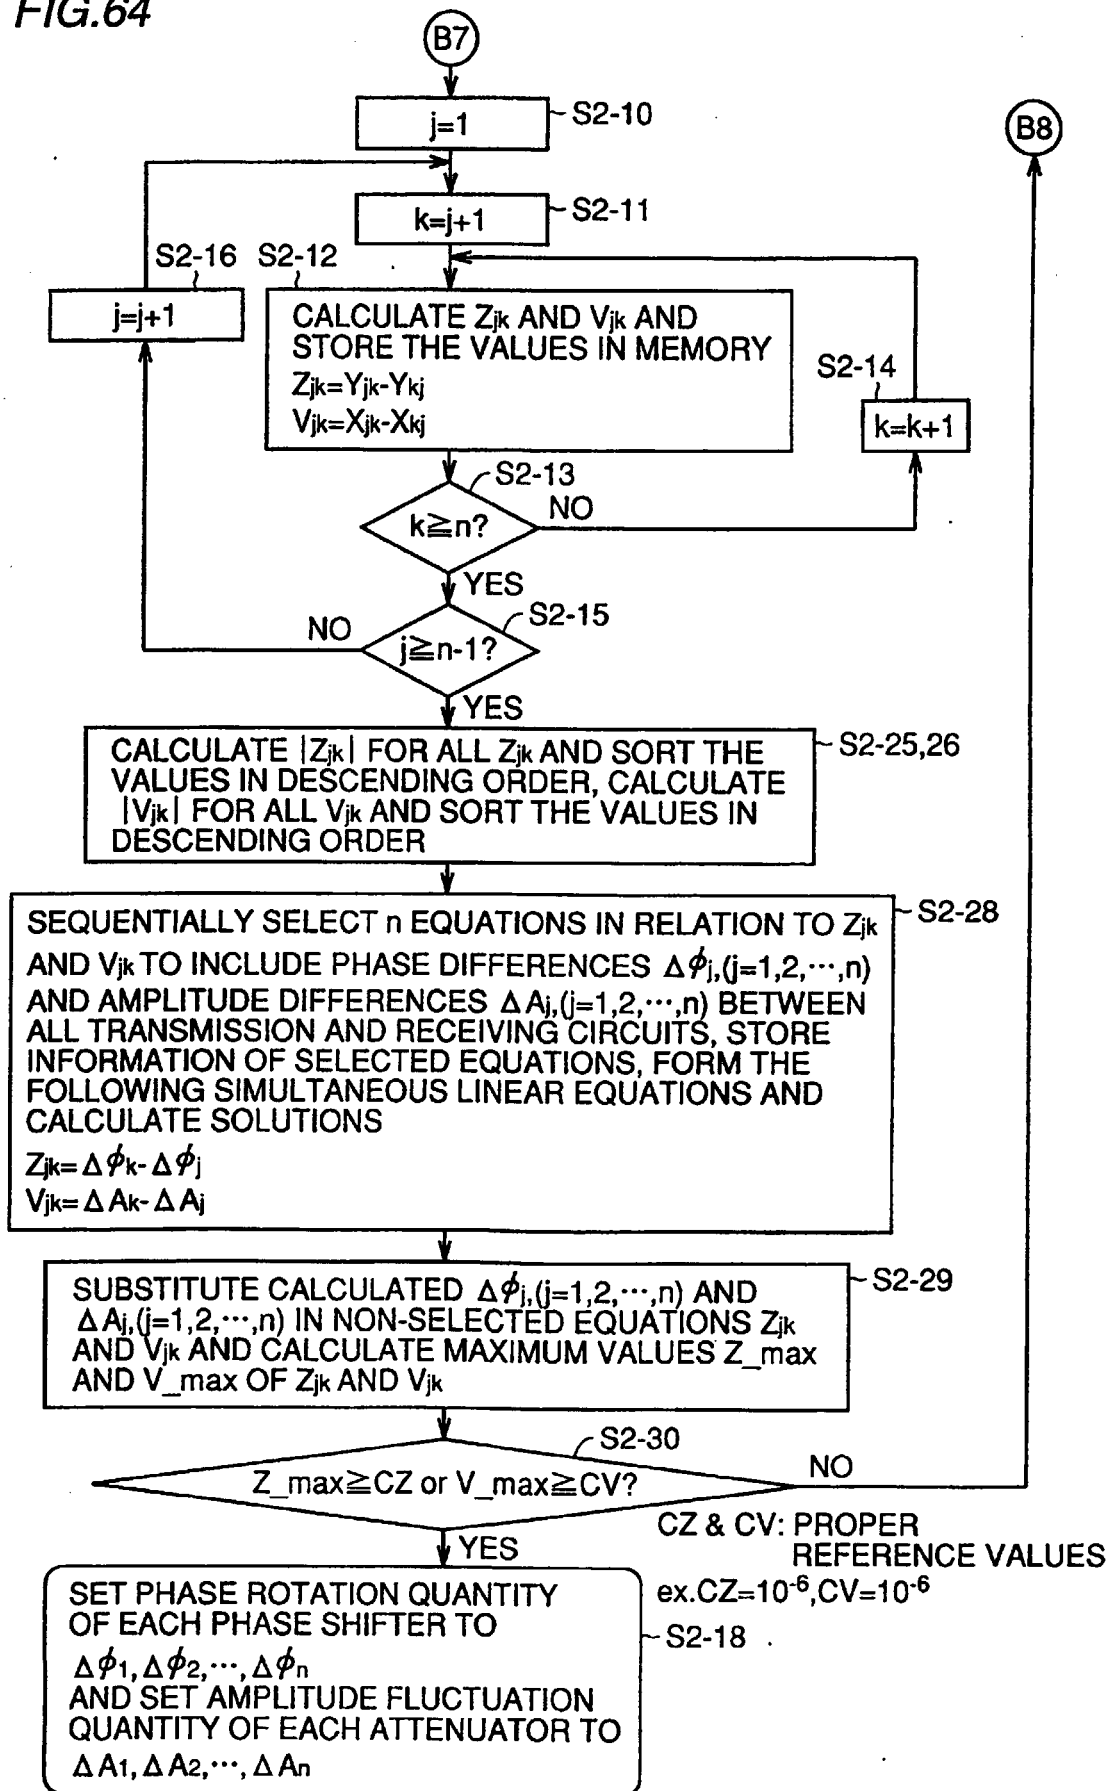 FIG.64
B7
j=1
S2-10
B8
k=j+1
S2-11
S2-16
S2-12
j=j+1
CALCULATE Zjk AND Vjk AND
STORE THE VALUES IN MEMORY
Zjk=Yjk-Ykj
Vjk=Xjk-Xkj
S2-14
k=k+1
S2-13
k≧n?
NO
YES
S2-15
NO
j≧n-1?
YES
CALCULATE |Zjk| FOR ALL Zjk AND SORT THE
VALUES IN DESCENDING ORDER, CALCULATE
|Vjk| FOR ALL Vjk AND SORT THE VALUES IN
DESCENDING ORDER
S2-25,26
SEQUENTIALLY SELECT n EQUATIONS IN RELATION TO Zjk
AND Vjk TO INCLUDE PHASE DIFFERENCES Δϕj,(j=1,2,···,n)
AND AMPLITUDE DIFFERENCES ΔAj,(j=1,2,···,n) BETWEEN
ALL TRANSMISSION AND RECEIVING CIRCUITS, STORE
INFORMATION OF SELECTED EQUATIONS, FORM THE
FOLLOWING SIMULTANEOUS LINEAR EQUATIONS AND
CALCULATE SOLUTIONS
Zjk=Δϕk-Δϕj
Vjk=ΔAk-ΔAj
S2-28
SUBSTITUTE CALCULATED Δϕj,(j=1,2,···,n) AND
ΔAj,(j=1,2,···,n) IN NON-SELECTED EQUATIONS Zjk
AND Vjk AND CALCULATE MAXIMUM VALUES Z_max
AND V_max OF Zjk AND Vjk
S2-29
S2-30
Z_max≧CZ or V_max≧CV?
NO
CZ & CV: PROPER
REFERENCE VALUES
ex.CZ=10⁻⁶,CV=10⁻⁶
YES
SET PHASE ROTATION QUANTITY
OF EACH PHASE SHIFTER TO
Δϕ1,Δϕ2,···,Δϕn
AND SET AMPLITUDE FLUCTUATION
QUANTITY OF EACH ATTENUATOR TO
ΔA1,ΔA2,···,ΔAn
S2-18